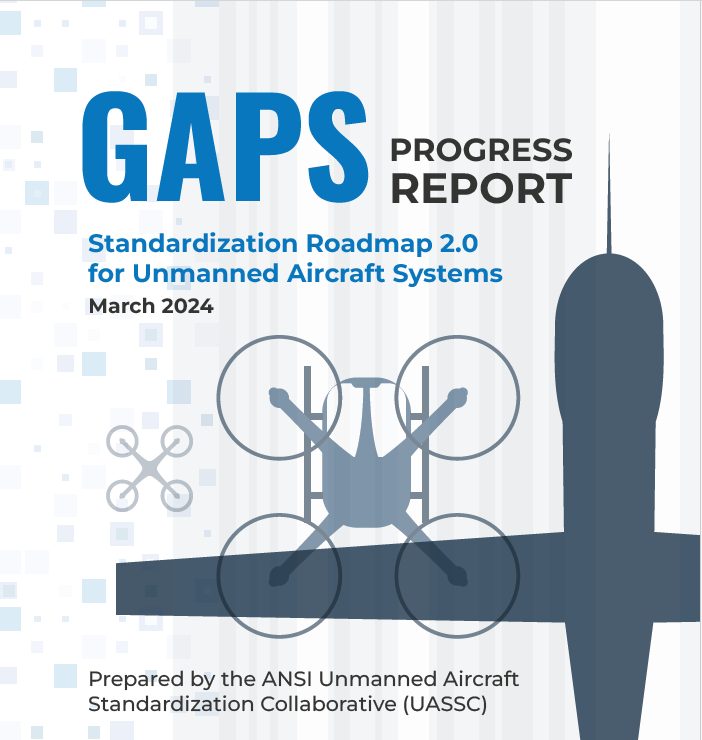 GAPS
PROGRESS
REPORT
Standardization Roadmap 2.0
for Unmanned Aircraft Systems
March 2024
Prepared by the ANSI Unmanned Aircraft
Standardization Collaborative (UASSC)